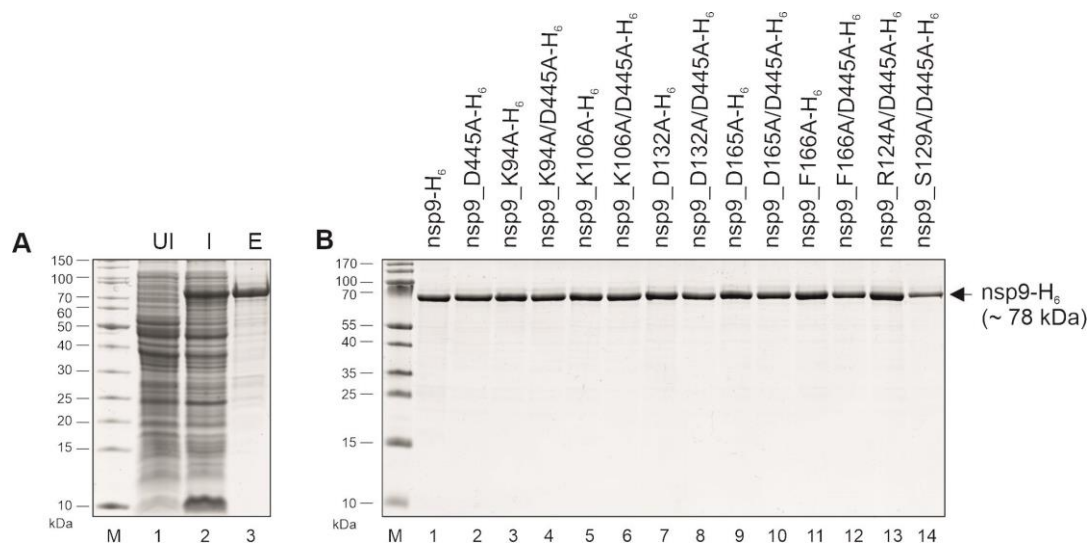 A
UI I E
150
100
80
70
60
50
40
30
25
20
15
10
kDa
M 1 2 3
B
nsp9-H6
nsp9_D445A-H6
nsp9_K94A-H6
nsp9_K94A/D445A-H6
nsp9_K106A-H6
nsp9_K106A/D445A-H6
nsp9_D132A-H6
nsp9_D132A/D445A-H6
nsp9_D165A-H6
nsp9_D165A/D445A-H6
nsp9_F166A-H6
nsp9_F166A/D445A-H6
nsp9_R124A/D445A-H6
nsp9_S129A/D445A-H6
170
100
70
55
40
35
25
15
10
kDa
M 1 2 3 4 5 6 7 8 9 10 11 12 13 14
nsp9-H6
(~ 78 kDa)